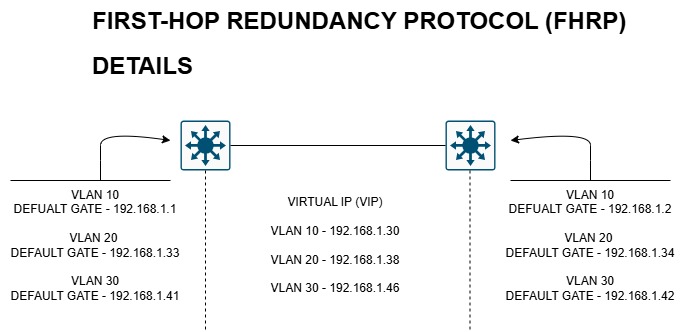 FIRST-HOP REDUNDANCY PROTOCOL (FHRP)
DETAILS
VLAN 10
DEFUALT GATE - 192.168.1.1
VLAN 20
DEFAULT GATE - 192.168.1.33
VLAN 30
DEFAULT GATE - 192.168.1.41
VIRTUAL IP (VIP)
VLAN 10 - 192.168.1.30
VLAN 20 - 192.168.1.38
VLAN 30 - 192.168.1.46
VLAN 10
DEFUALT GATE - 192.168.1.2
VLAN 20
DEFAULT GATE - 192.168.1.34
VLAN 30
DEFAULT GATE - 192.168.1.42